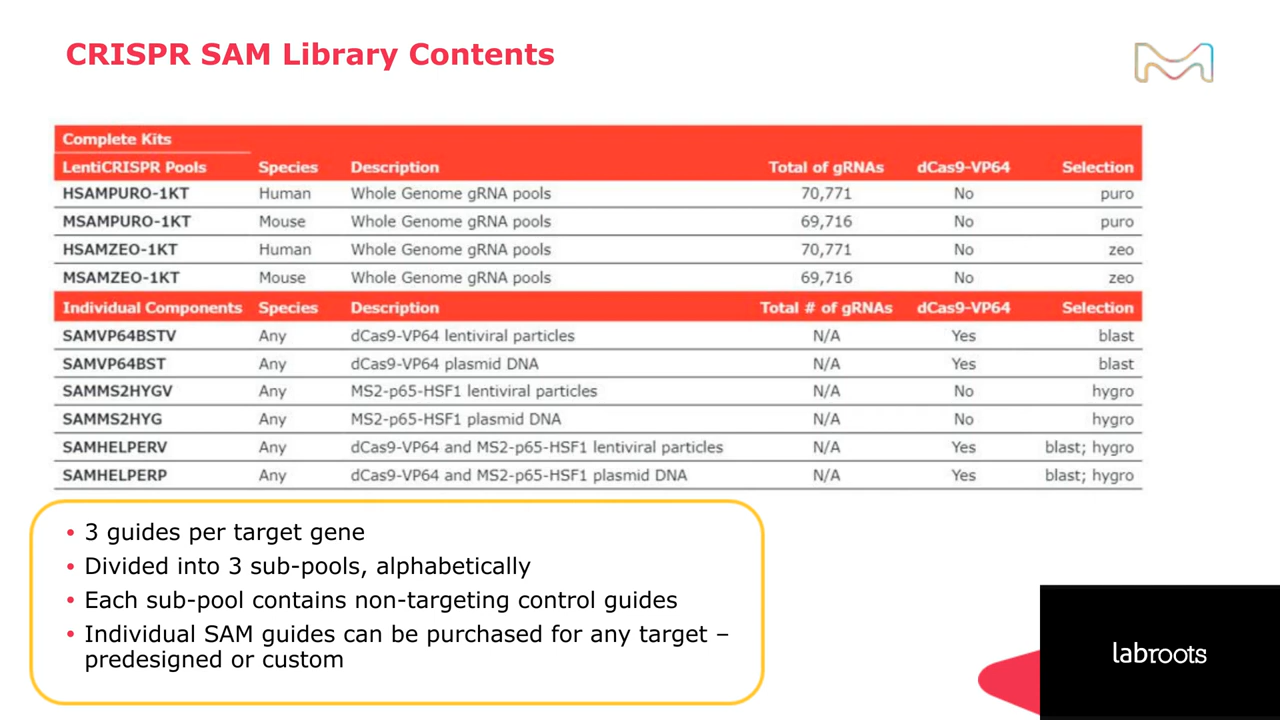 CRISPR SAM Library Contents
Complete Kits
LentiCRISPR Pools Species Description Total of gRNAs dCas9-VP64 Selection
HSAMPURO-1KT Human Whole Genome gRNA pools 70,771 No puro
MSAMPURO-1KT Mouse Whole Genome gRNA pools 69,716 No puro
HSAMZEO-1KT Human Whole Genome gRNA pools 70,771 No zeo
MSAMZEO-1KT Mouse Whole Genome gRNA pools 69,716 No zeo
Individual Components Species Description Total # of gRNAs dCas9-VP64 Selection
SAMVP64BSTV Any dCas9-VP64 lentiviral particles N/A Yes blast
SAMVP64BST Any dCas9-VP64 plasmid DNA N/A Yes blast
SAMMS2HYGV Any MS2-p65-HSF1 lentiviral particles N/A No hygro
SAMMS2HYG Any MS2-p65-HSF1 plasmid DNA N/A No hygro
SAMHELPERV Any dCas9-VP64 and MS2-p65-HSF1 lentiviral particles N/A Yes blast; hygro
SAMHELPERP Any dCas9-VP64 and MS2-p65-HSF1 plasmid DNA N/A Yes blast; hygro
• 3 guides per target gene
• Divided into 3 sub-pools, alphabetically
• Each sub-pool contains non-targeting control guides
• Individual SAM guides can be purchased for any target –
predesigned or custom
labroots